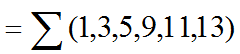 = ∑(1,3,5,9,11,13)